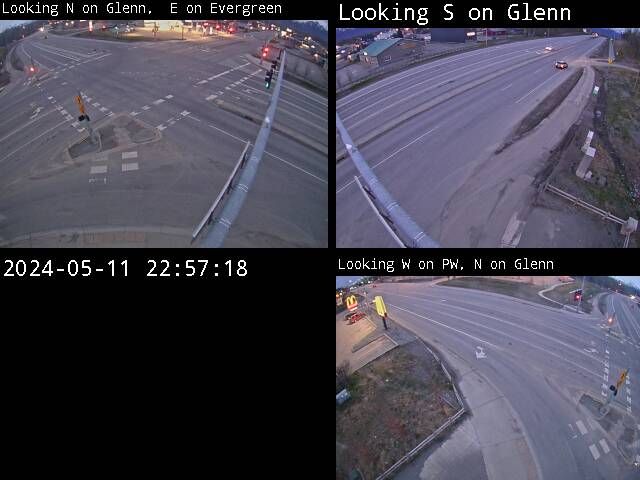 Looking N on Glenn,  E on Evergreen
Looking S on Glenn
2024-05-11 22:57:18
Looking W on PW, N on Glenn